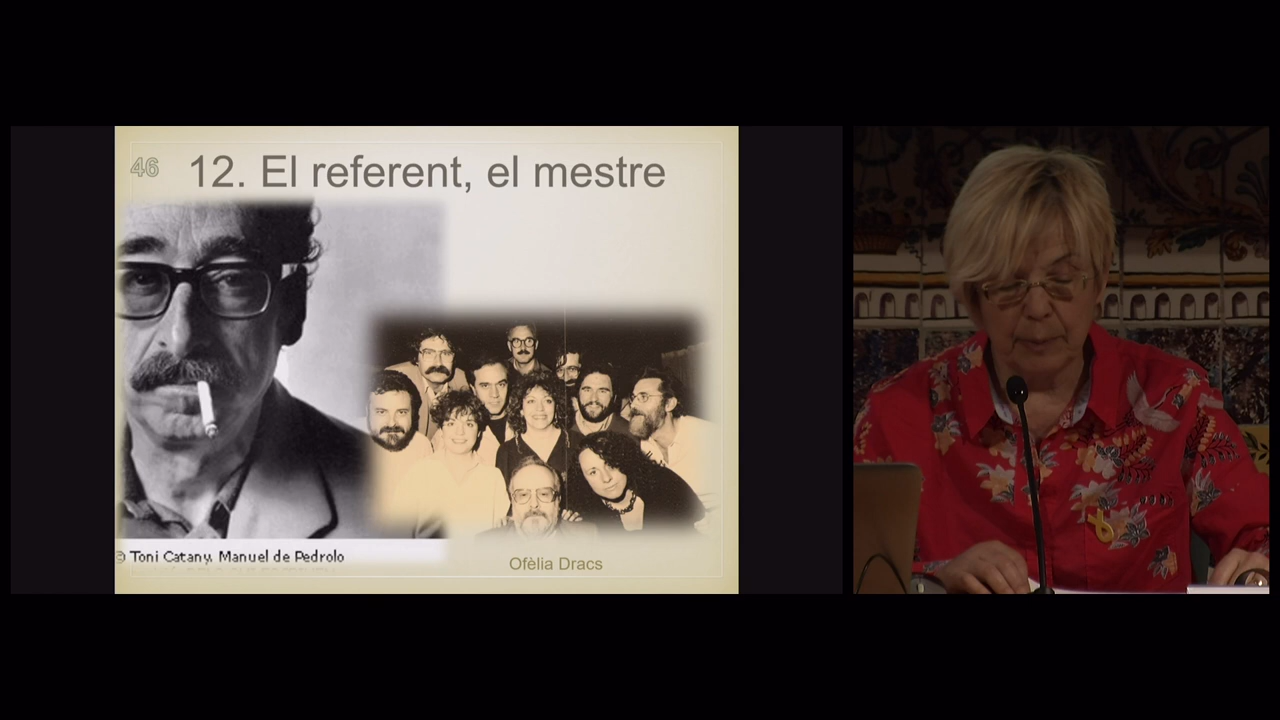 46
12. El referent, el mestre
© Toni Catany. Manuel de Pedrolo
Ofèlia Dracs